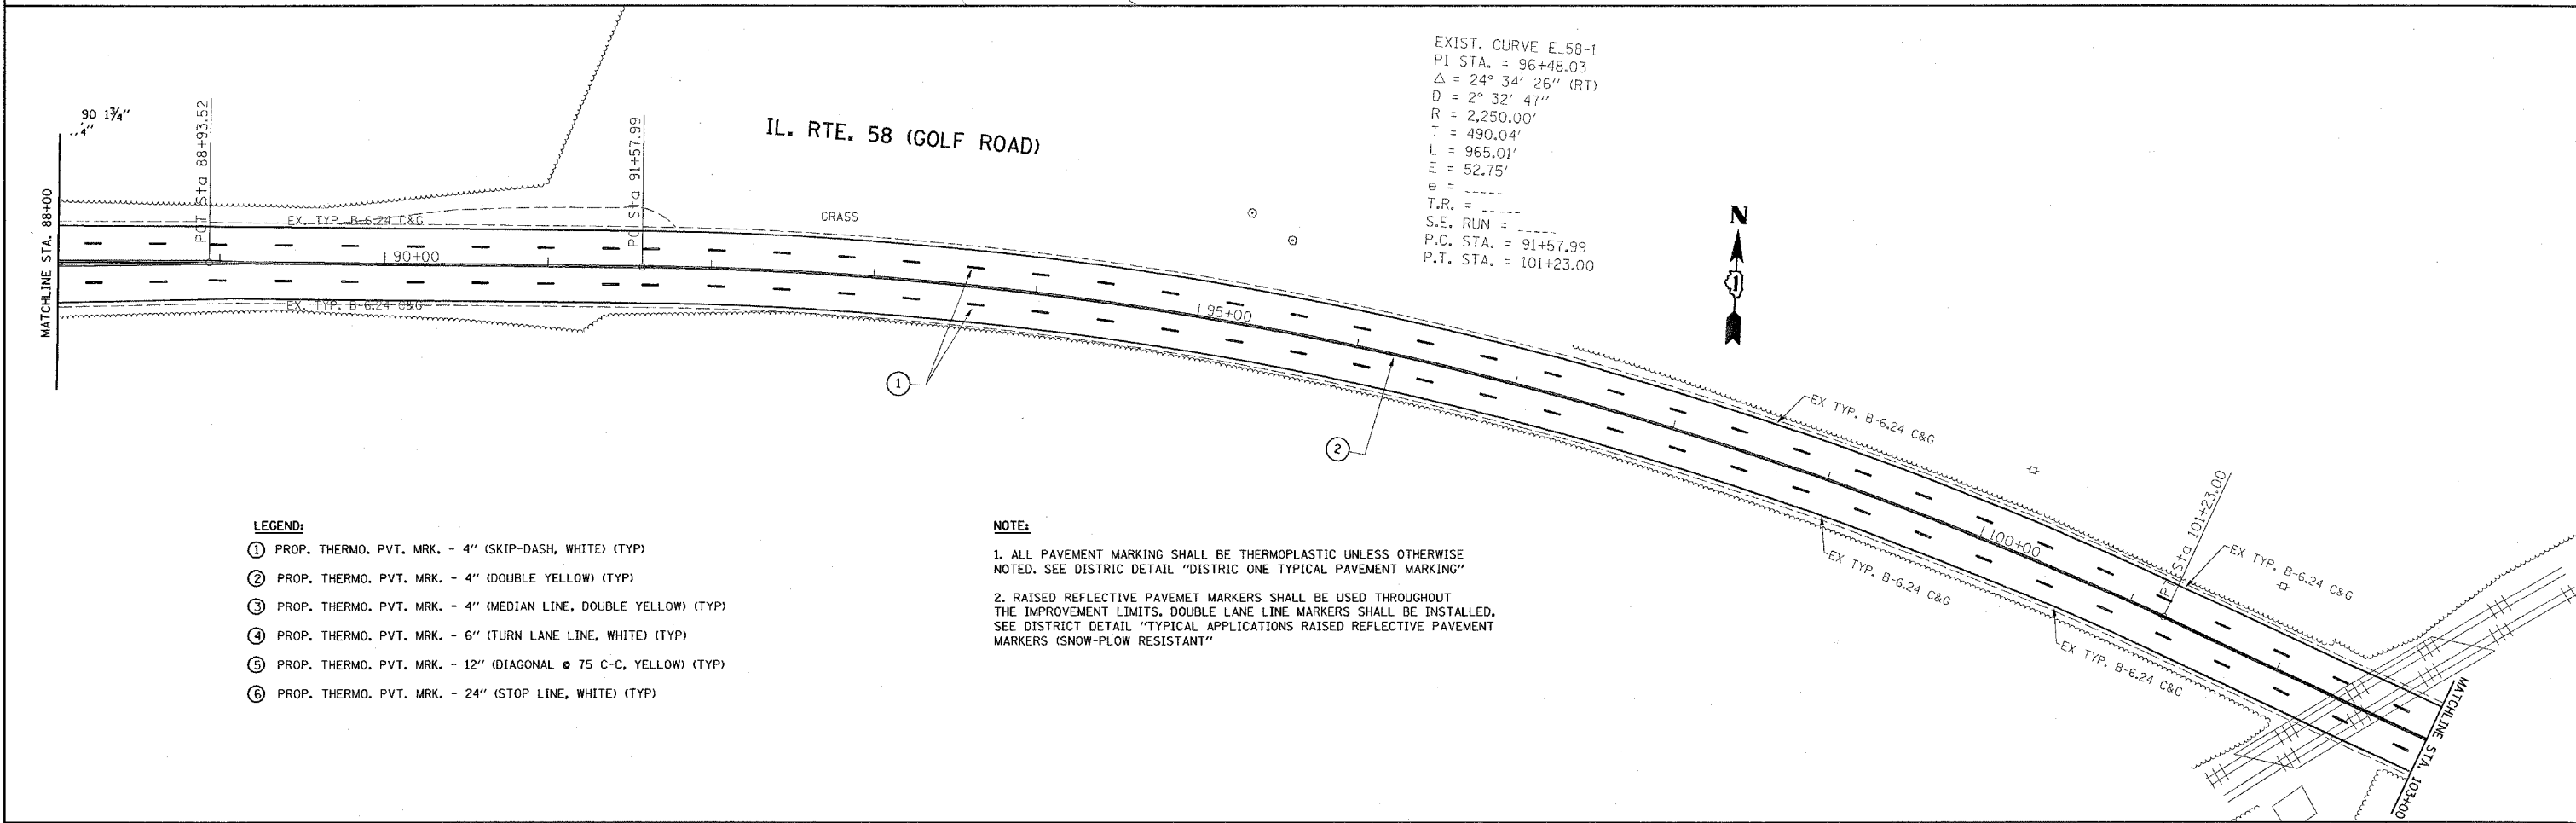 90 1¾"
4"
MATCHLINE STA. 88+00
POT Sta 88+93.52
EX. TYP. B-6.24 C&G
90+00
EX. TYP. B-6.24 C&G
PC Sta 91+57.99
IL. RTE. 58 (GOLF ROAD)
GRASS
EXIST. CURVE E_58-1
PI STA. = 96+48.03
Δ = 24° 34' 26" (RT)
D = 2° 32' 47"
R = 2,250.00'
T = 490.04'
L = 965.01'
E = 52.75'
e = -----
T.R. = -----
S.E. RUN = -----
P.C. STA. = 91+57.99
P.T. STA. = 101+23.00
N
1
95+00
1
2
EX TYP. B-6.24 C&G
EX TYP. B-6.24 C&G
100+00
PT Sta 101+23.00
EX TYP. B-6.24 C&G
EX TYP. B-6.24 C&G
MATCHLINE STA. 103+00
LEGEND:
1 PROP. THERMO. PVT. MRK. - 4" (SKIP-DASH, WHITE) (TYP)
2 PROP. THERMO. PVT. MRK. - 4" (DOUBLE YELLOW) (TYP)
3 PROP. THERMO. PVT. MRK. - 4" (MEDIAN LINE, DOUBLE YELLOW) (TYP)
4 PROP. THERMO. PVT. MRK. - 6" (TURN LANE LINE, WHITE) (TYP)
5 PROP. THERMO. PVT. MRK. - 12" (DIAGONAL @ 75 C-C, YELLOW) (TYP)
6 PROP. THERMO. PVT. MRK. - 24" (STOP LINE, WHITE) (TYP)
NOTE:
1. ALL PAVEMENT MARKING SHALL BE THERMOPLASTIC UNLESS OTHERWISE
NOTED. SEE DISTRIC DETAIL "DISTRIC ONE TYPICAL PAVEMENT MARKING"
2. RAISED REFLECTIVE PAVEMET MARKERS SHALL BE USED THROUGHOUT
THE IMPROVEMENT LIMITS. DOUBLE LANE LINE MARKERS SHALL BE INSTALLED.
SEE DISTRICT DETAIL "TYPICAL APPLICATIONS RAISED REFLECTIVE PAVEMENT
MARKERS (SNOW-PLOW RESISTANT"